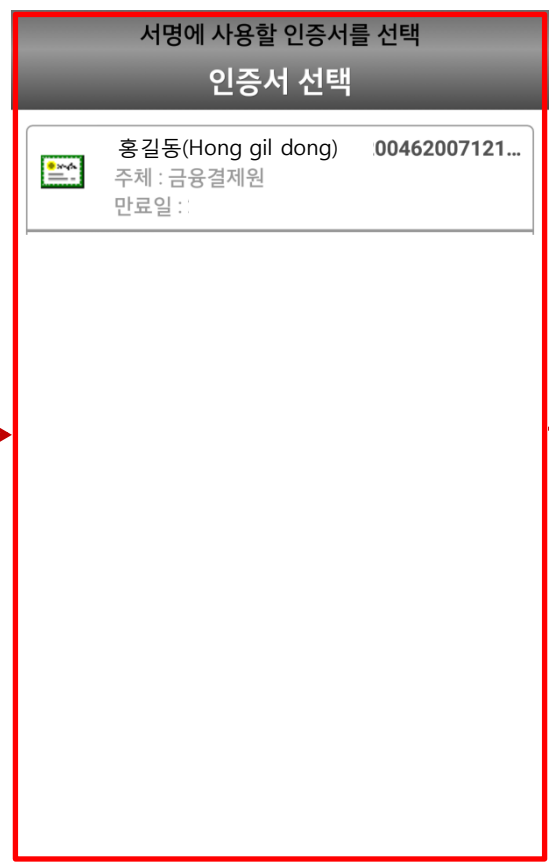 서명에 사용할 인증서를 선택
인증서 선택
홍길동(Hong gil dong) 00462007121...
주체 : 금융결제원
만료일 :